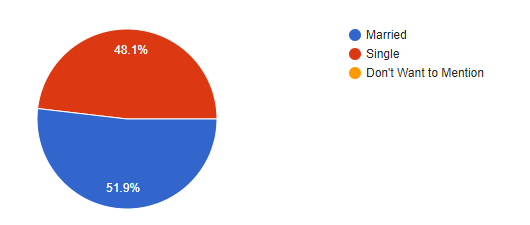 48.1%
51.9%
Married
Single
Don't Want to Mention